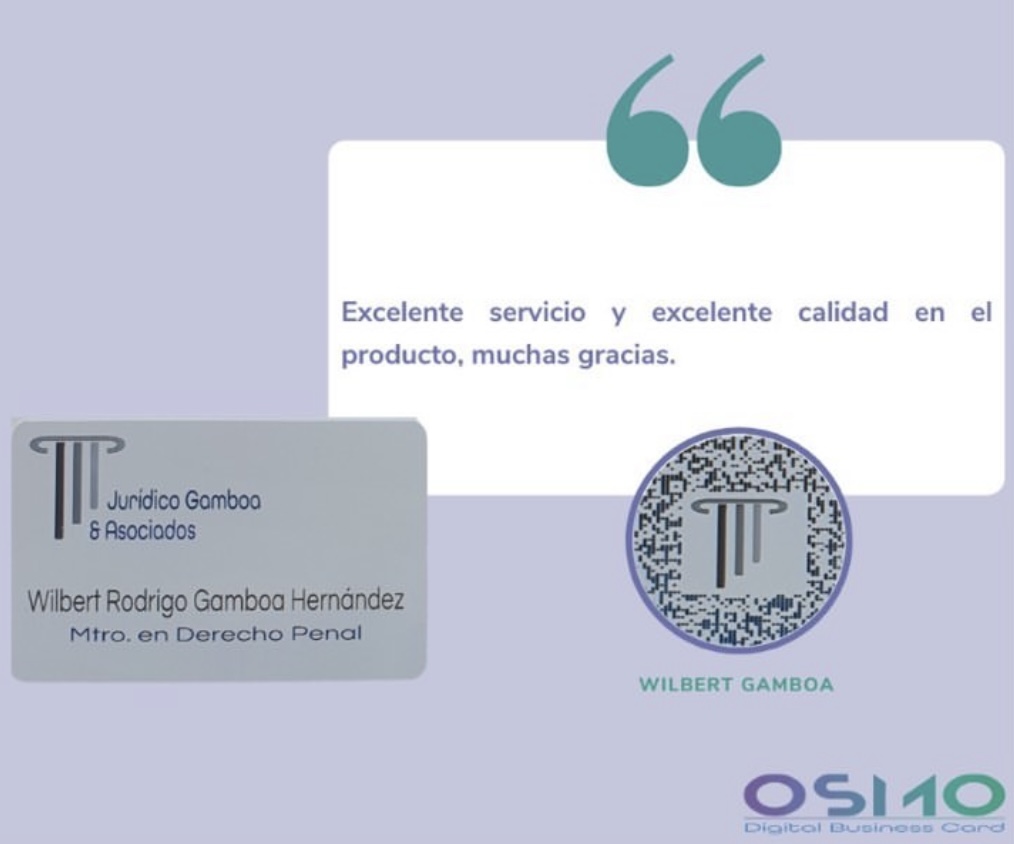 Excelente servicio y excelente calidad en el
producto, muchas gracias.
Jurídico Gamboa
& Asociados
Wilbert Rodrigo Gamboa Hernández
Mtro. en Derecho Penal
WILBERT GAMBOA
OSMO
Digital Business Card